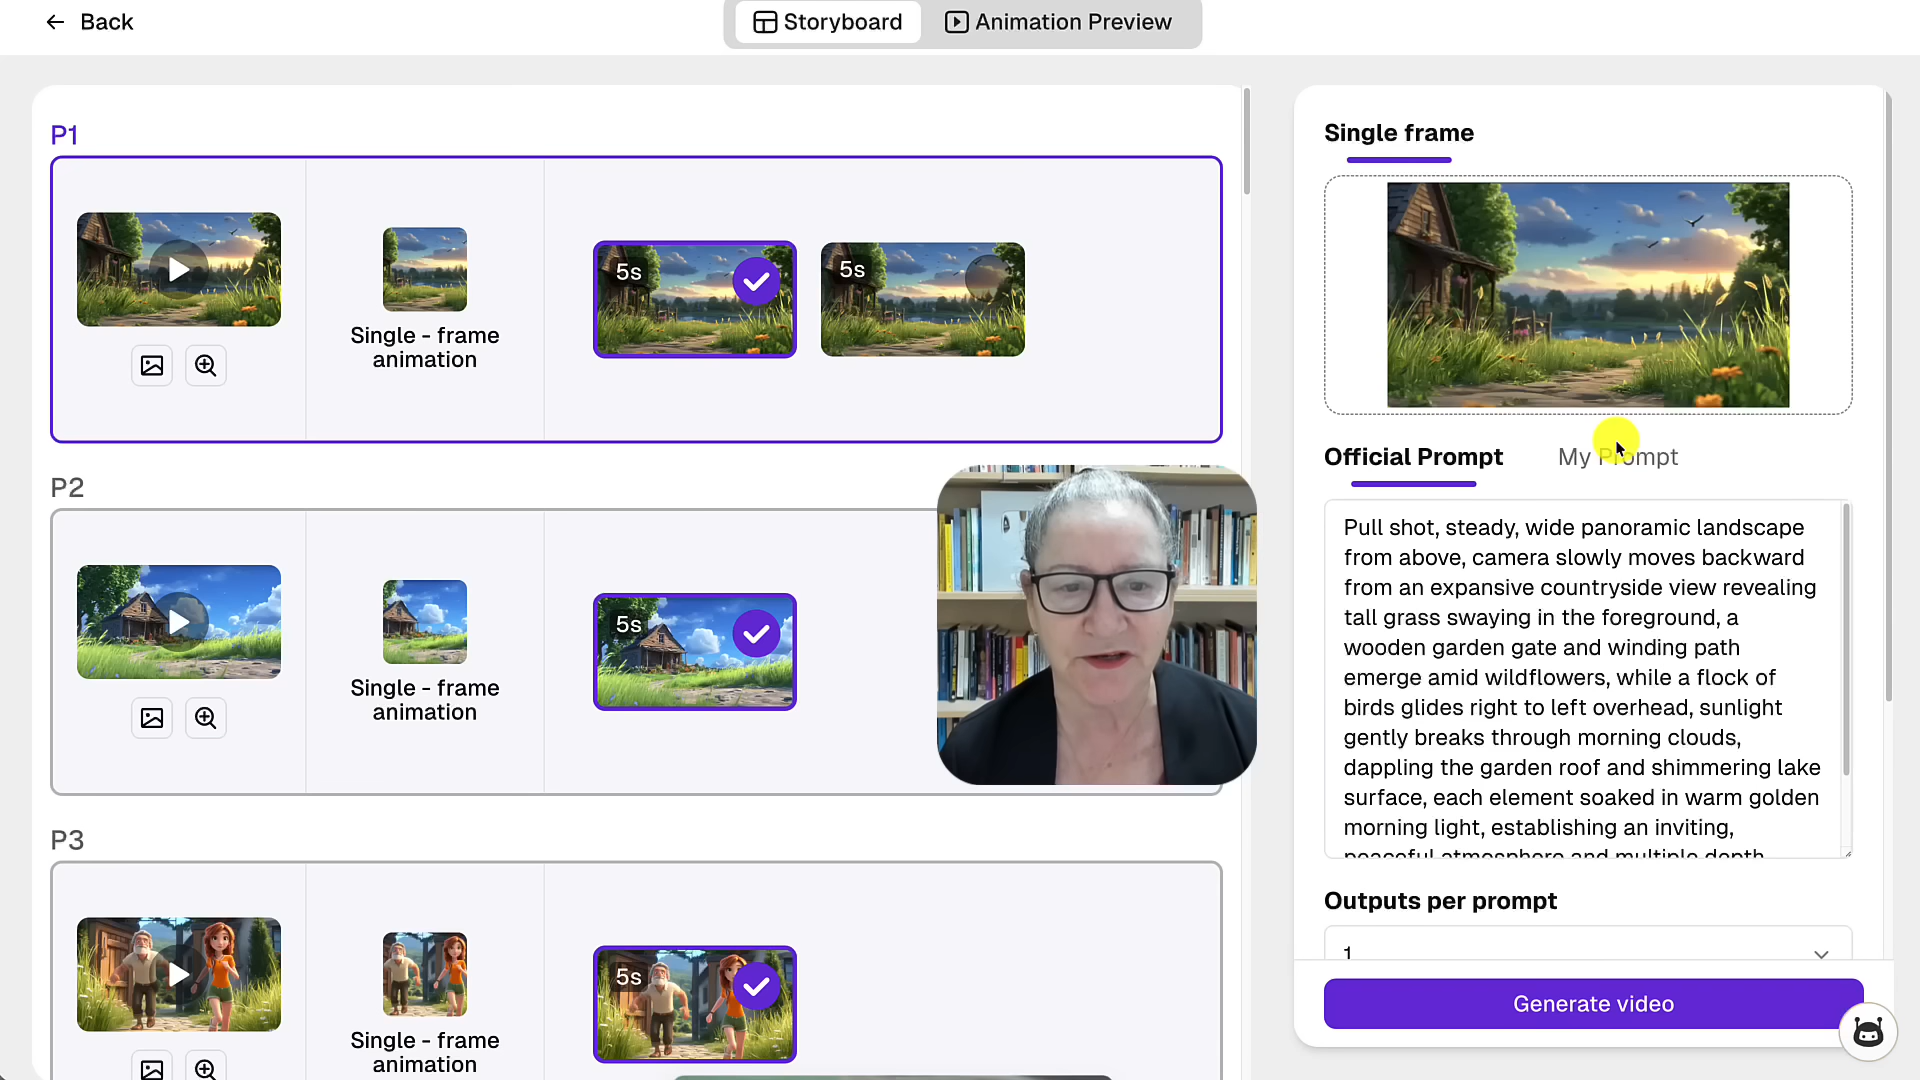 Back
Storyboard
Animation Preview
P1
Single - frame
animation
5s
5s
P2
Single - frame
animation
5s
P3
Single - frame
animation
5s
Single frame
Official Prompt
My Prompt
Pull shot, steady, wide panoramic landscape
from above, camera slowly moves backward
from an expansive countryside view revealing
tall grass swaying in the foreground, a
wooden garden gate and winding path
emerge amid wildflowers, while a flock of
birds glides right to left overhead, sunlight
gently breaks through morning clouds,
dappling the garden roof and shimmering lake
surface, each element soaked in warm golden
morning light, establishing an inviting,
peaceful atmosphere and multiple depth
Outputs per prompt
1
Generate video